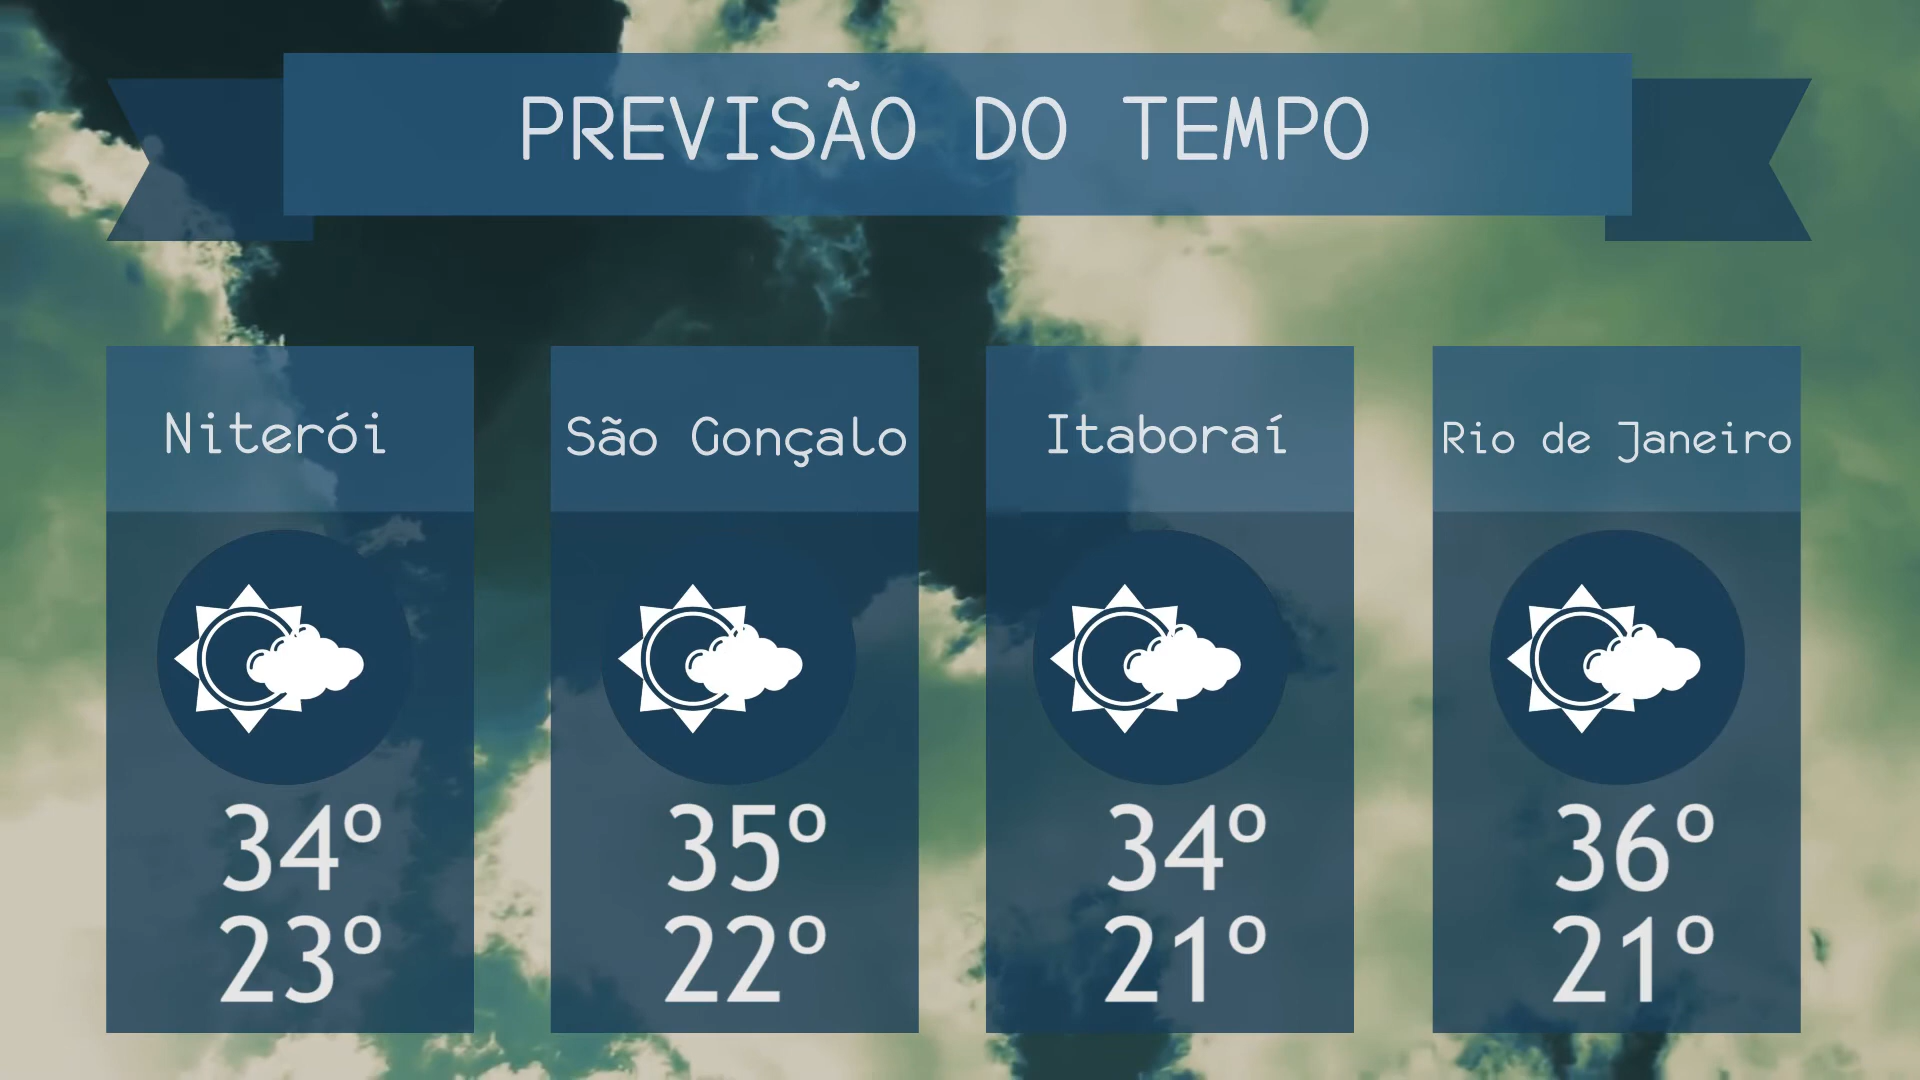 PREVISÃO DO TEMPO
Niterói
34º
23º
São Gonçalo
35º
22º
Itaboraí
34º
21º
Rio de Janeiro
36º
21º